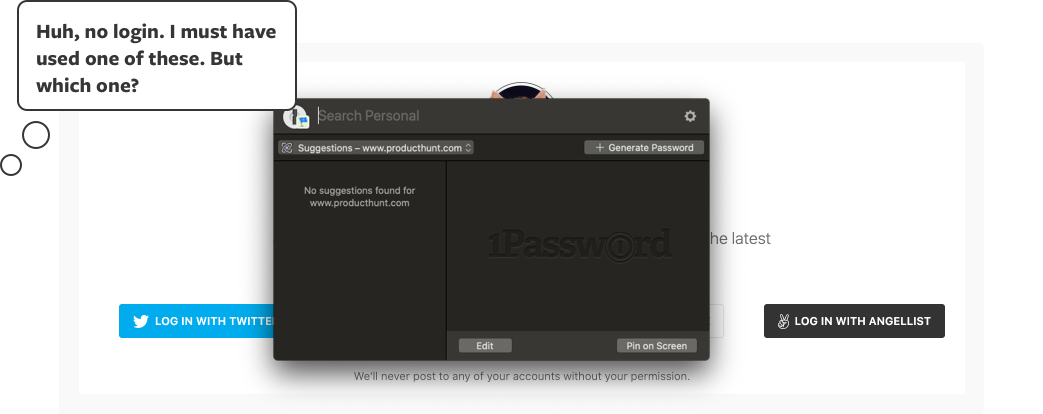 Huh, no login. I must have
used one of these. But
which one?
Search Personal
Suggestions – www.producthunt.com
+ Generate Password
No suggestions found for
www.producthunt.com
1Password
he latest
LOG IN WITH TWITTE
LOG IN WITH ANGELLIST
Edit
Pin on Screen
We'll never post to any of your accounts without your permission.